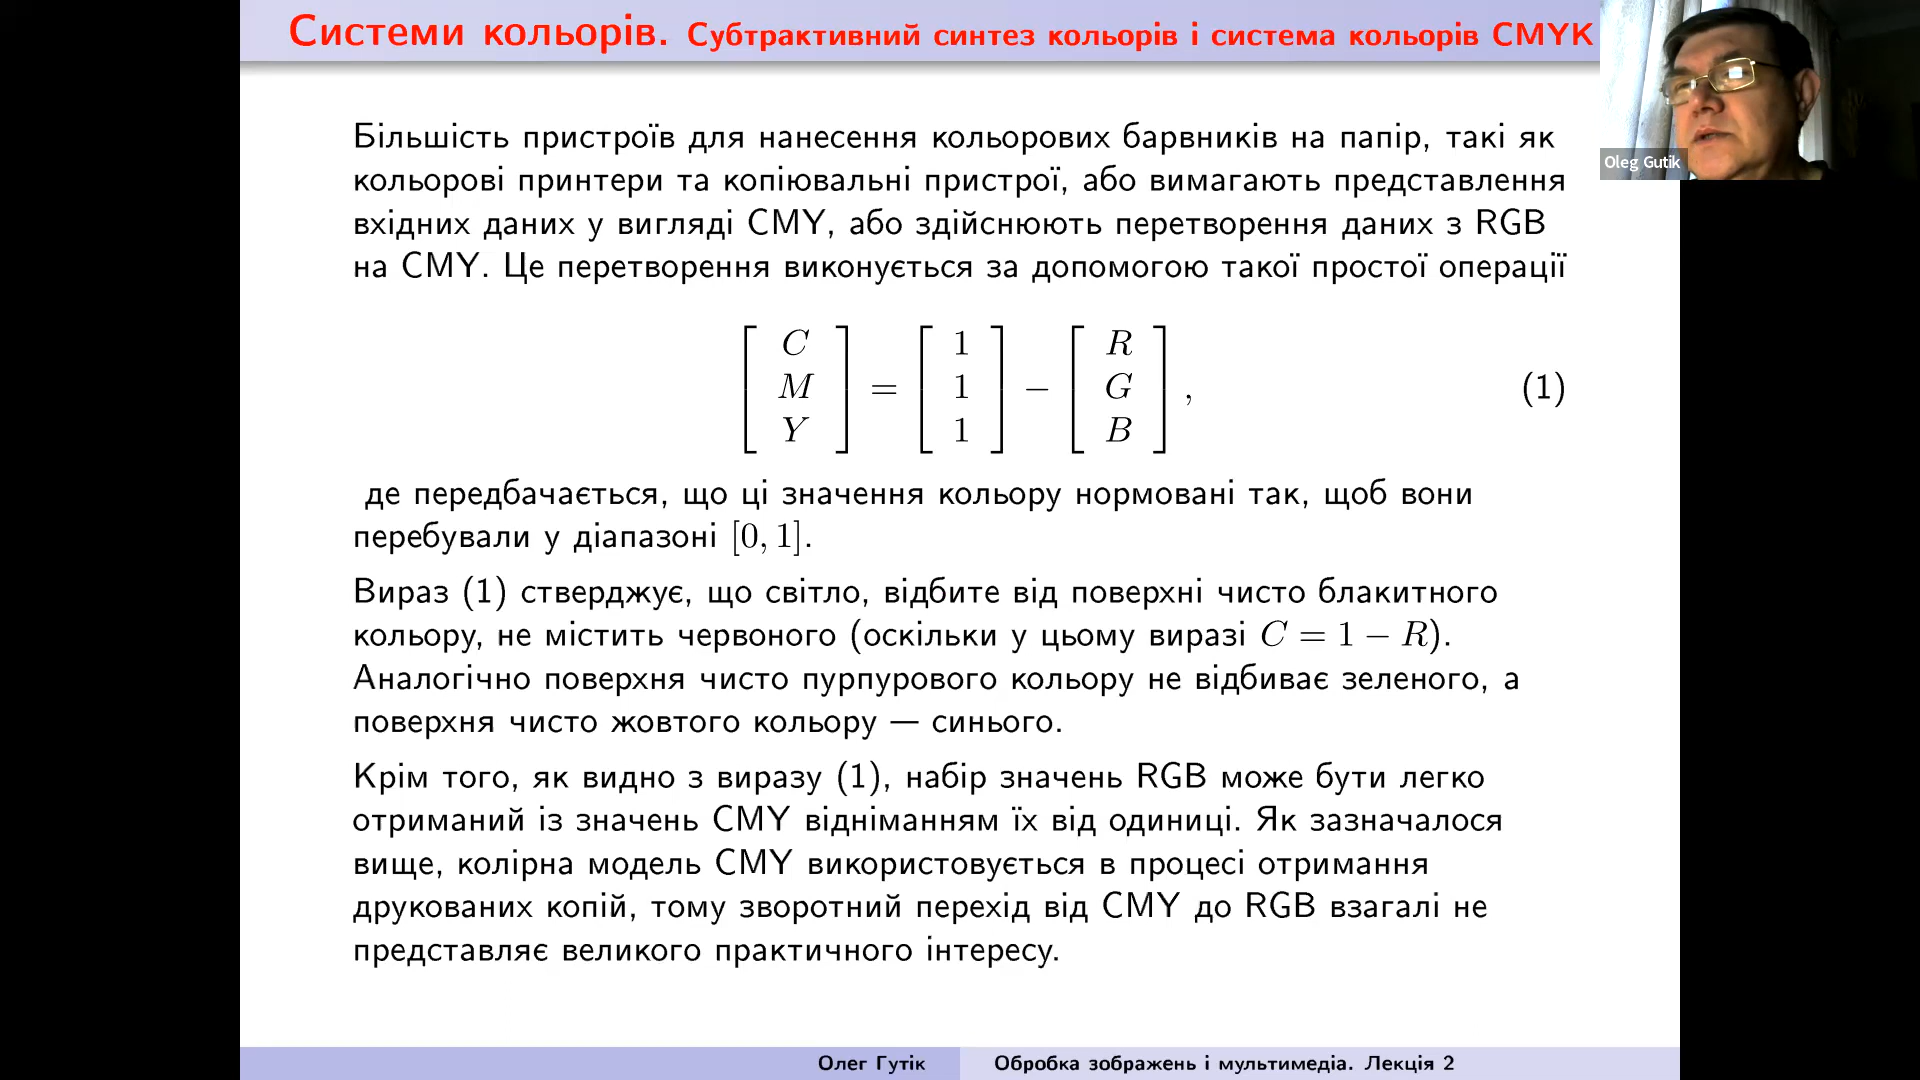 Системи кольорів. Субтрактивний синтез кольорів і система кольорів CMYK
Oleg Gutik
Більшість пристроїв для нанесення кольорових барвників на папір, такі як
кольорові принтери та копіювальні пристрої, або вимагають представлення
вхідних даних у вигляді CMY, або здійснюють перетворення даних з RGB
на CMY. Це перетворення виконується за допомогою такої простої операції
[ C ] [ 1 ] [ R ]
[ M ] = [ 1 ] − [ G ] , (1)
[ Y ] [ 1 ] [ B ]
де передбачається, що ці значення кольору нормовані так, щоб вони
перебували у діапазоні [0, 1].
Вираз (1) стверджує, що світло, відбите від поверхні чисто блакитного
кольору, не містить червоного (оскільки у цьому виразі C = 1 − R).
Аналогічно поверхня чисто пурпурового кольору не відбиває зеленого, а
поверхня чисто жовтого кольору — синього.
Крім того, як видно з виразу (1), набір значень RGB може бути легко
отриманий із значень CMY відніманням їх від одиниці. Як зазначалося
вище, колірна модель CMY використовується в процесі отримання
друкованих копій, тому зворотний перехід від CMY до RGB взагалі не
представляє великого практичного інтересу.
Олег Гутік Обробка зображень і мультимедіа. Лекція 2